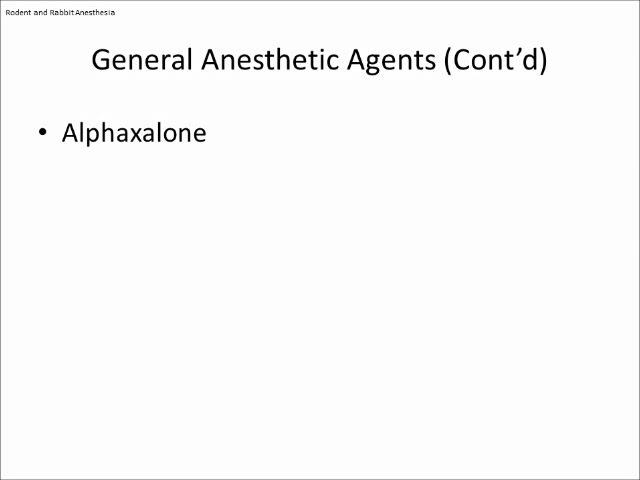 Rodent and Rabbit Anesthesia
General Anesthetic Agents (Cont’d)
• Alphaxalone